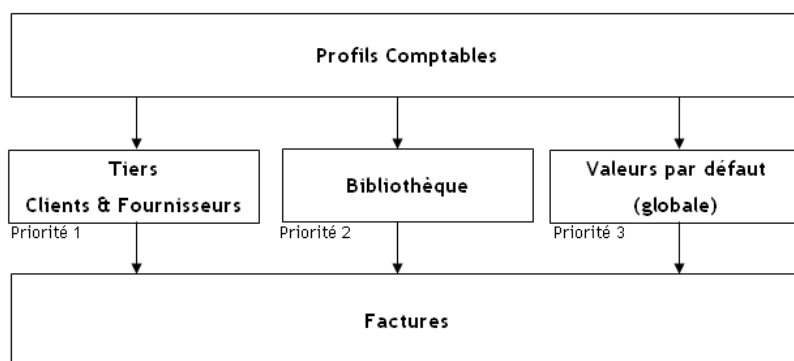 Profils Comptables
Tiers
Clients & Fournisseurs
Priorité 1
Bibliothèque
Priorité 2
Valeurs par défaut
(globale)
Priorité 3
Factures